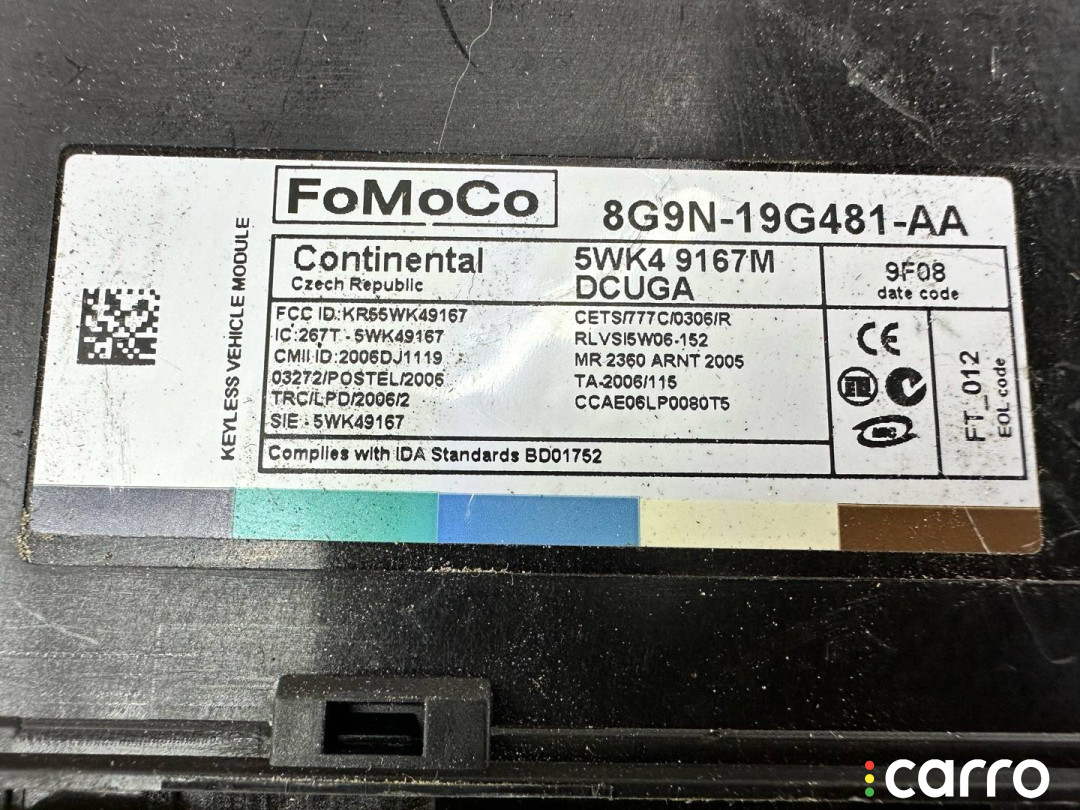 FoMoCo
8G9N-19G481-AA
KEYLESS VEHICLE MODULE
Continental
Czech Republic
5WK4 9167M
DCUGA
9F08
date code
FCC ID:KR55WK49167
IC:267T - 5WK49167
CMII ID:2006DJ1119
03272/POSTEL/2006
TRC/LPD/2006/2
SIE - 5WK49167
CETS/777C/0306/R
RLVSI5W06-152
MR 2360 ARNT 2005
TA-2006/115
CCAE06LP0080T5
CE
FT_012
EOL code
Complies with IDA Standards BD01752
carro